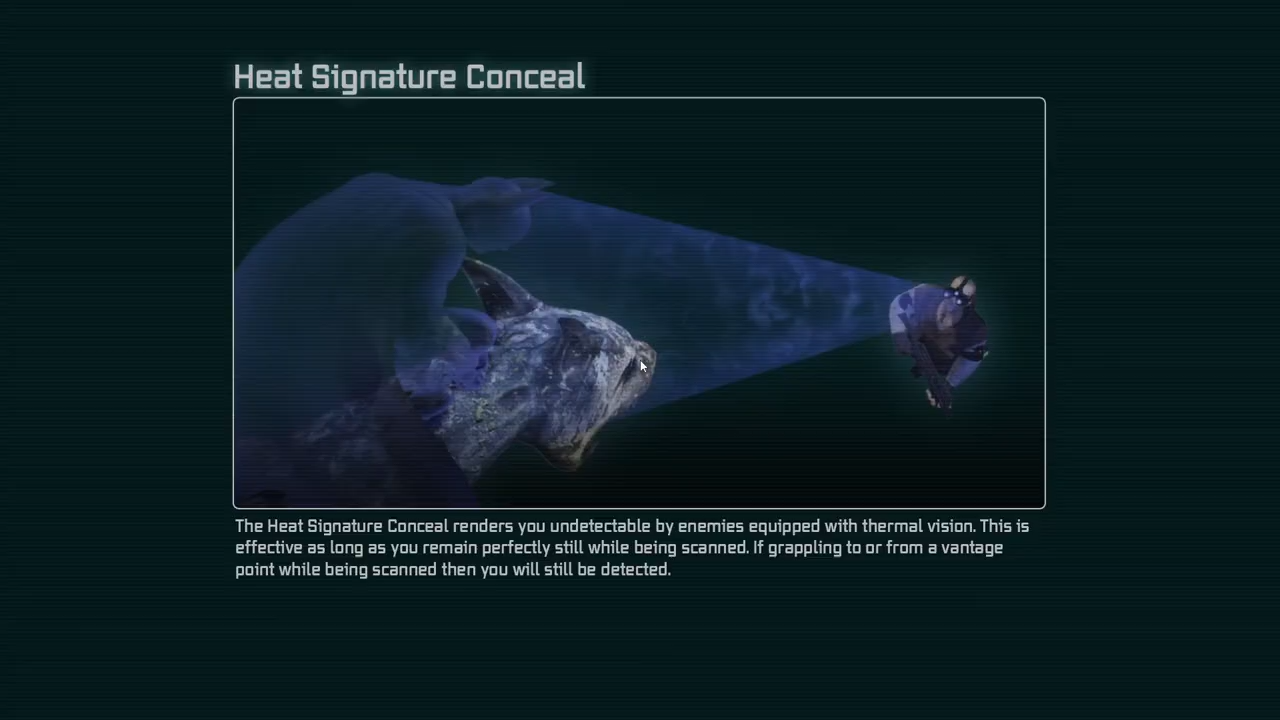 Heat Signature Conceal
The Heat Signature Conceal renders you undetectable by enemies equipped with thermal vision. This is
effective as long as you remain perfectly still while being scanned. If grappling to or from a vantage
point while being scanned then you will still be detected.